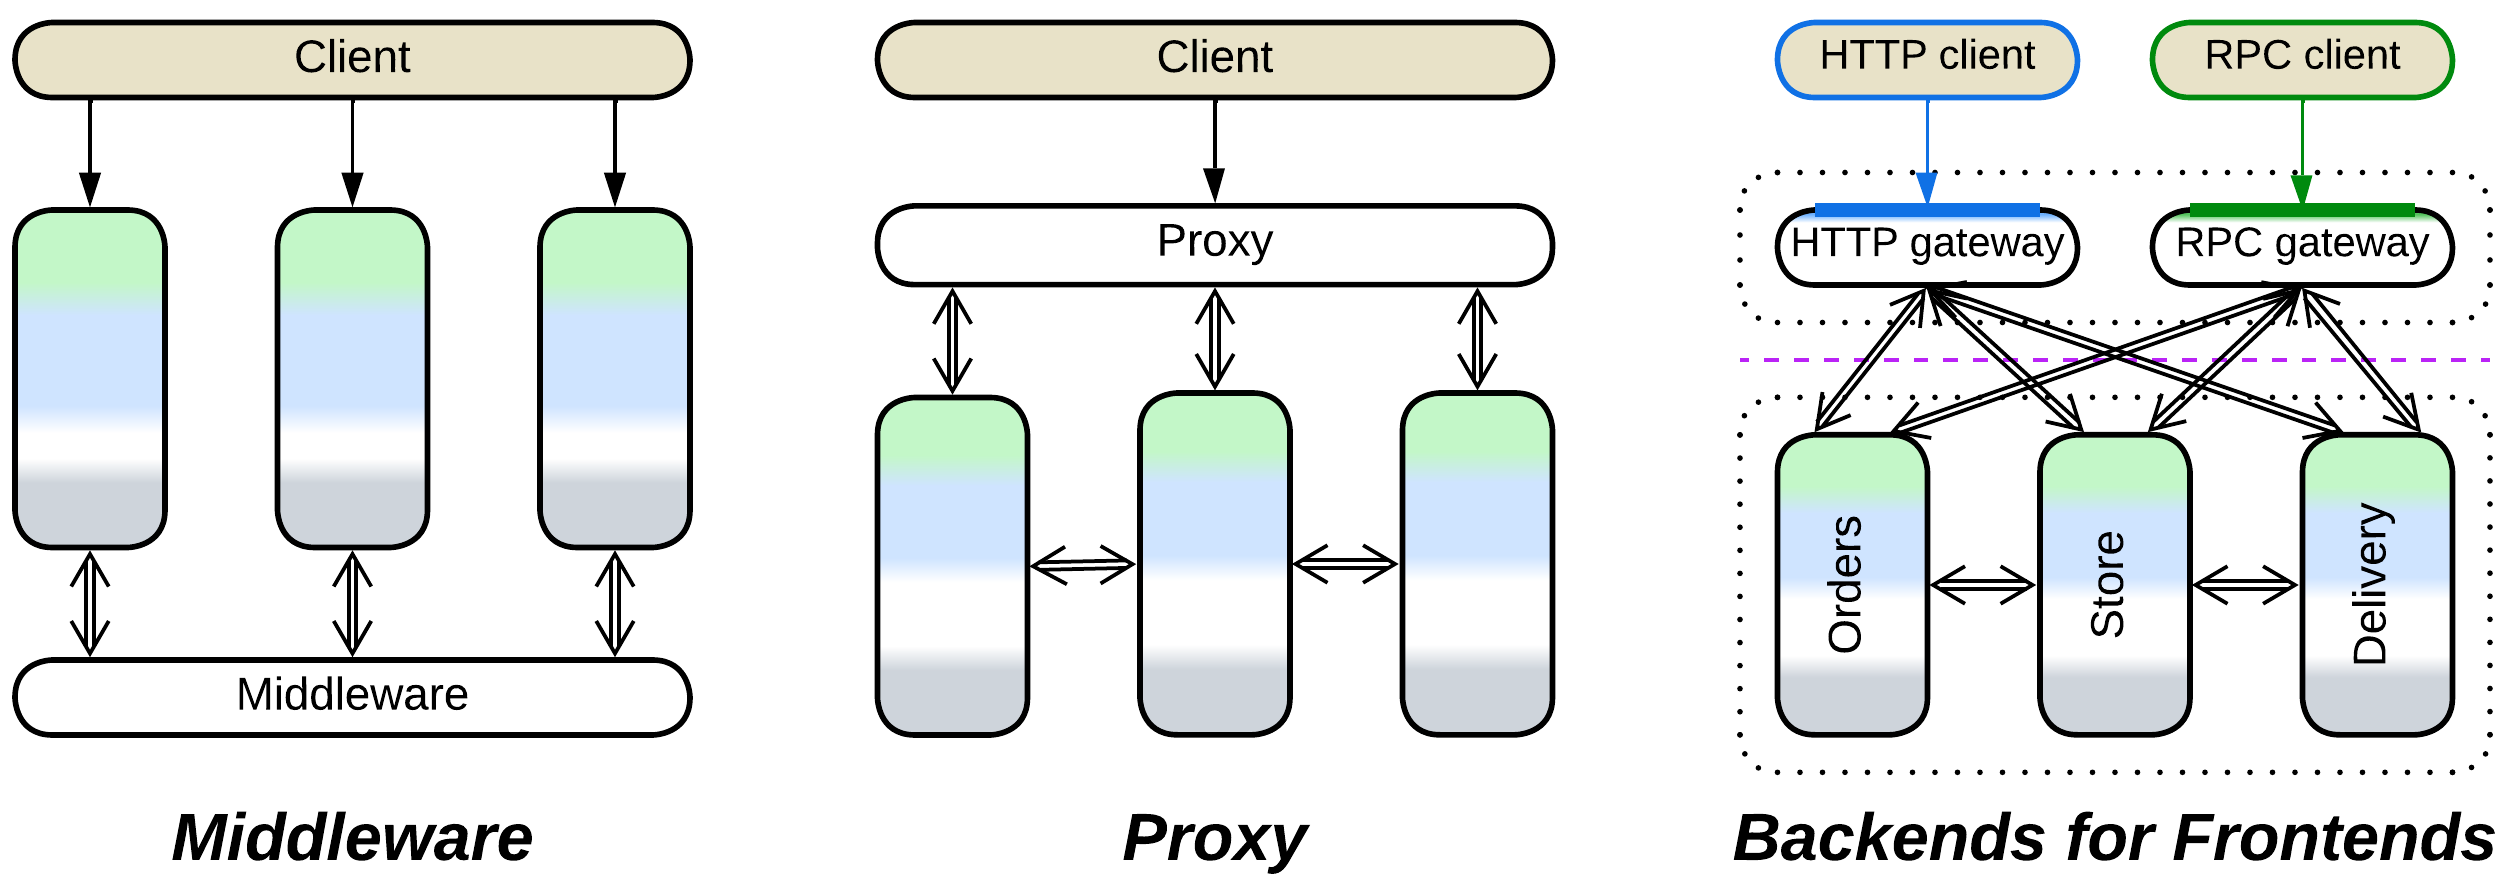 Client
Middleware
Middleware
Client
Proxy
Proxy
HTTP client
RPC client
HTTP gateway
RPC gateway
Orders
Store
Delivery
Backends for Frontends